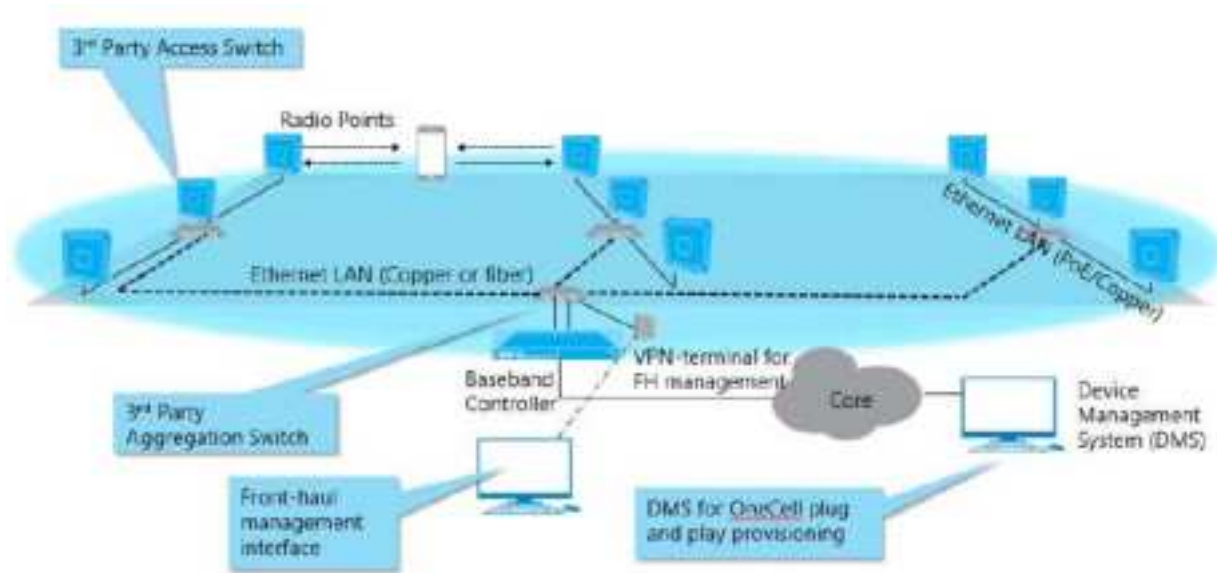 3rd Party Access Switch
Radio Points
Ethernet LAN (PoE/Copper)
Ethernet LAN (Copper or fiber)
VPN-terminal for
FH management
Baseband
Controller
Core
Device
Management
System (DMS)
3rd Party
Aggregation Switch
Front-haul
management
interface
DMS for OneCell plug
and play provisioning